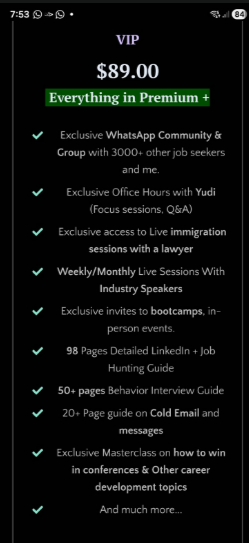 7:53
84
VIP
$89.00
Everything in Premium +
Exclusive WhatsApp Community &
Group with 3000+ other job seekers
and me.
Exclusive Office Hours with Yudi
(Focus sessions, Q&A)
Exclusive access to Live immigration
sessions with a lawyer
Weekly/Monthly Live Sessions With
Industry Speakers
Exclusive invites to bootcamps, in-
person events.
98 Pages Detailed LinkedIn + Job
Hunting Guide
50+ pages Behavior Interview Guide
20+ Page guide on Cold Email and
messages
Exclusive Masterclass on how to win
in conferences & Other career
development topics
And much more...